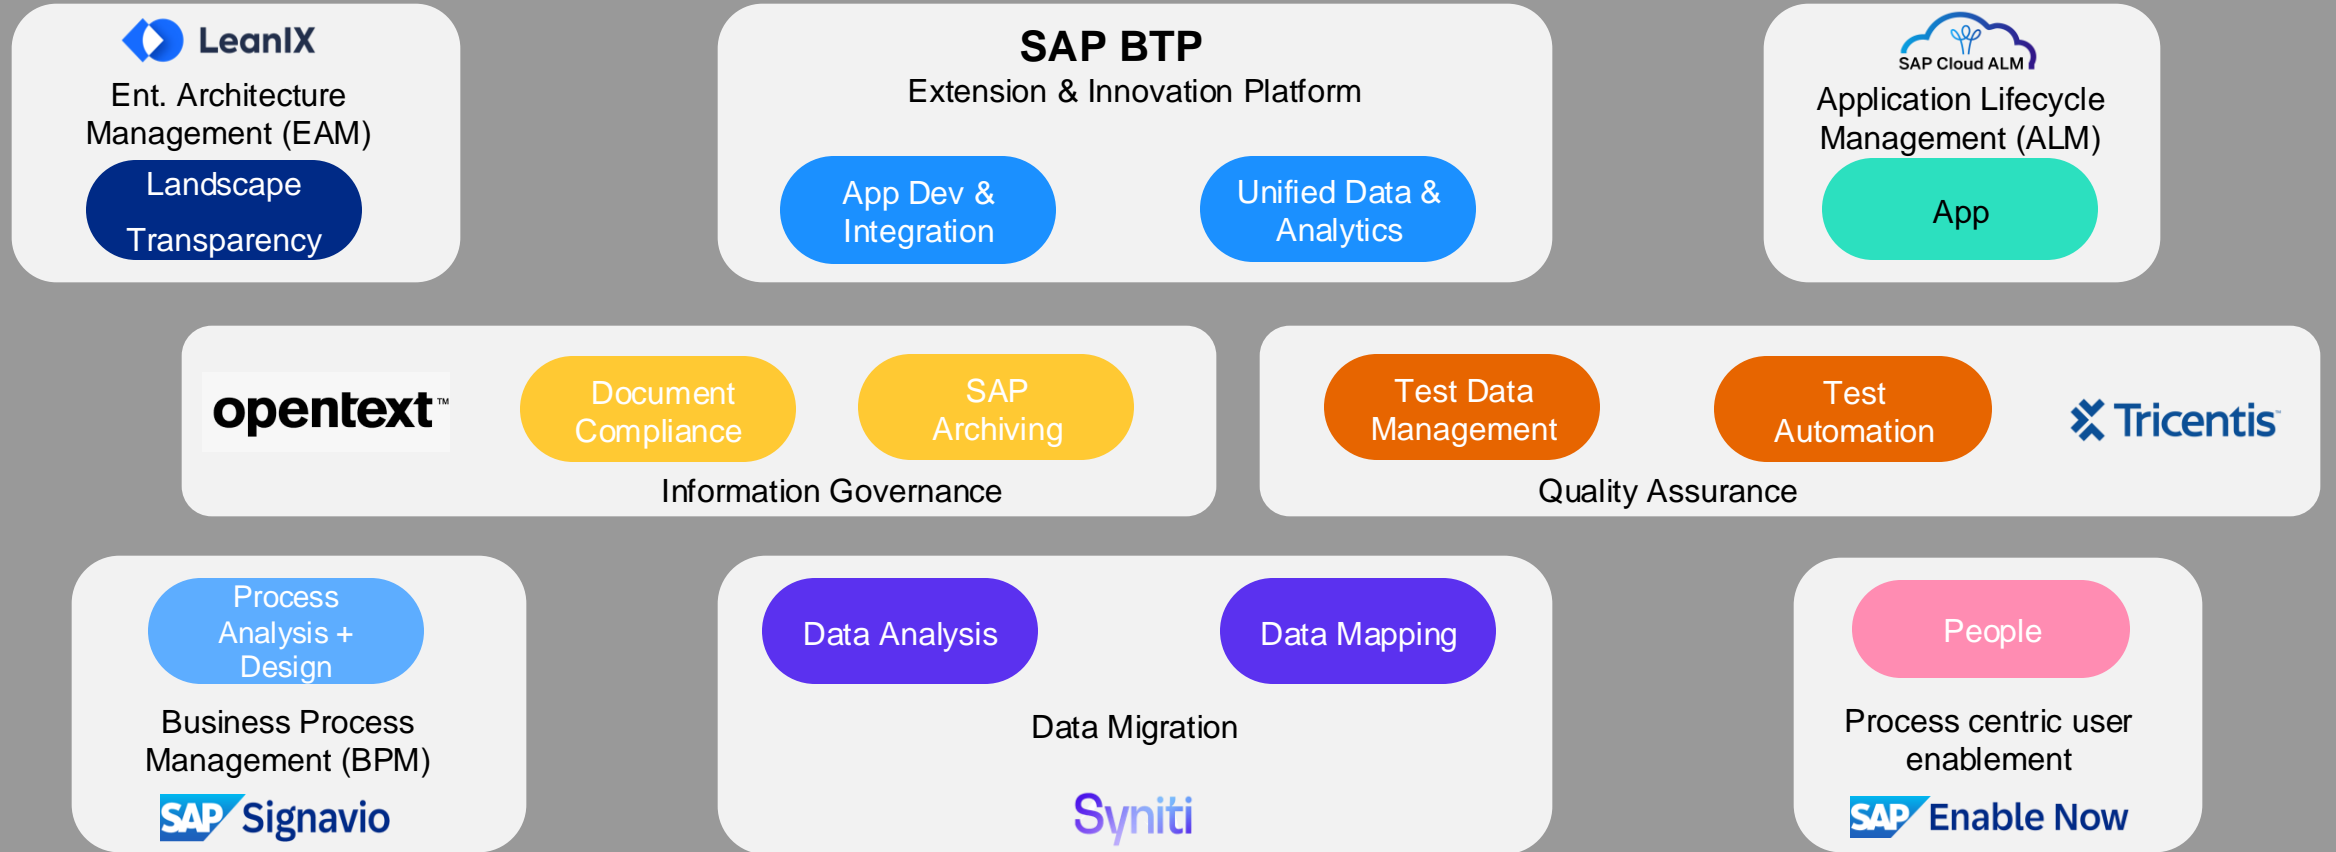 LeanIX
Ent. Architecture
Management (EAM)
Landscape
Transparency
SAP BTP
Extension & Innovation Platform
App Dev &
Integration
Unified Data &
Analytics
SAP Cloud ALM
Application Lifecycle
Management (ALM)
App
opentext™
Document
Compliance
SAP
Archiving
Information Governance
Test Data
Management
Test
Automation
Tricentis
Quality Assurance
Process
Analysis +
Design
Business Process
Management (BPM)
SAP Signavio
Data Analysis
Data Mapping
Data Migration
Syniti
People
Process centric user
enablement
SAP Enable Now